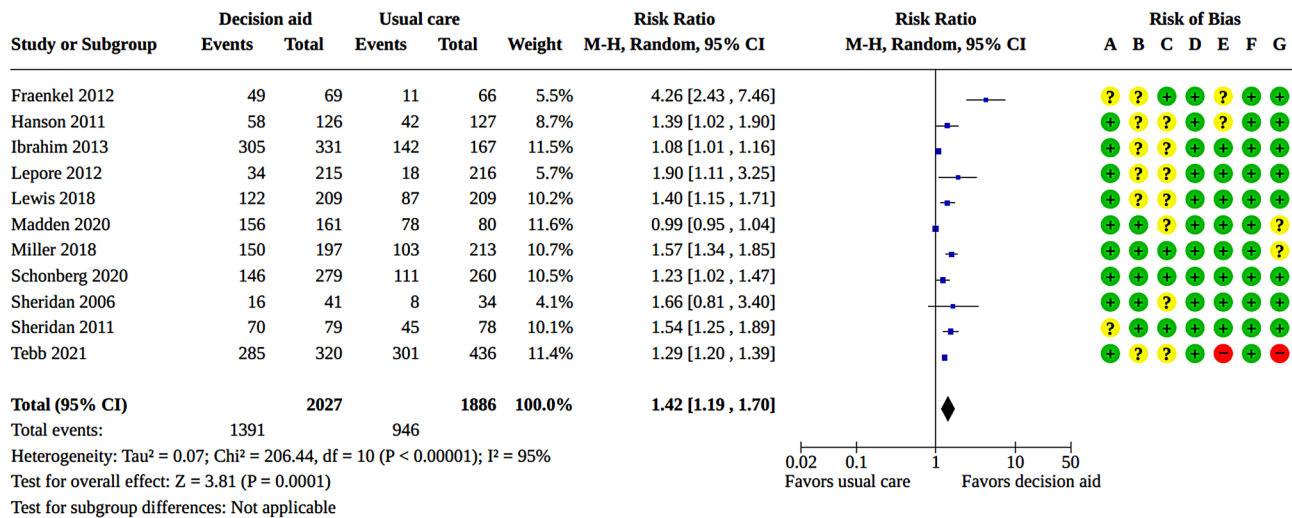 Decision aid Usual care Risk Ratio Risk Ratio Risk of Bias
Study or Subgroup Events Total Events Total Weight M-H, Random, 95% CI M-H, Random, 95% CI A B C D E F G
Fraenkel 2012 49 69 11 66 5.5% 4.26 [2.43 , 7.46] ? ? + + ? + +
Hanson 2011 58 126 42 127 8.7% 1.39 [1.02 , 1.90] + ? ? + ? + +
Ibrahim 2013 305 331 142 167 11.5% 1.08 [1.01 , 1.16] + ? ? + + + +
Lepore 2012 34 215 18 216 5.7% 1.90 [1.11 , 3.25] + ? ? + + + +
Lewis 2018 122 209 87 209 10.2% 1.40 [1.15 , 1.71] + ? ? + + + +
Madden 2020 156 161 78 80 11.6% 0.99 [0.95 , 1.04] + + ? + + + ?
Miller 2018 150 197 103 213 10.7% 1.57 [1.34 , 1.85] + + + + + + ?
Schonberg 2020 146 279 111 260 10.5% 1.23 [1.02 , 1.47] + + + + + + +
Sheridan 2006 16 41 8 34 4.1% 1.66 [0.81 , 3.40] + + ? + + + +
Sheridan 2011 70 79 45 78 10.1% 1.54 [1.25 , 1.89] ? + + + + + +
Tebb 2021 285 320 301 436 11.4% 1.29 [1.20 , 1.39] + ? ? + − + −
Total (95% CI) 2027 1886 100.0% 1.42 [1.19 , 1.70]
Total events: 1391 946
Heterogeneity: Tau² = 0.07; Chi² = 206.44, df = 10 (P < 0.00001); I² = 95%
0.02 0.1 1 10 50
Test for overall effect: Z = 3.81 (P = 0.0001)
Favors usual care Favors decision aid
Test for subgroup differences: Not applicable